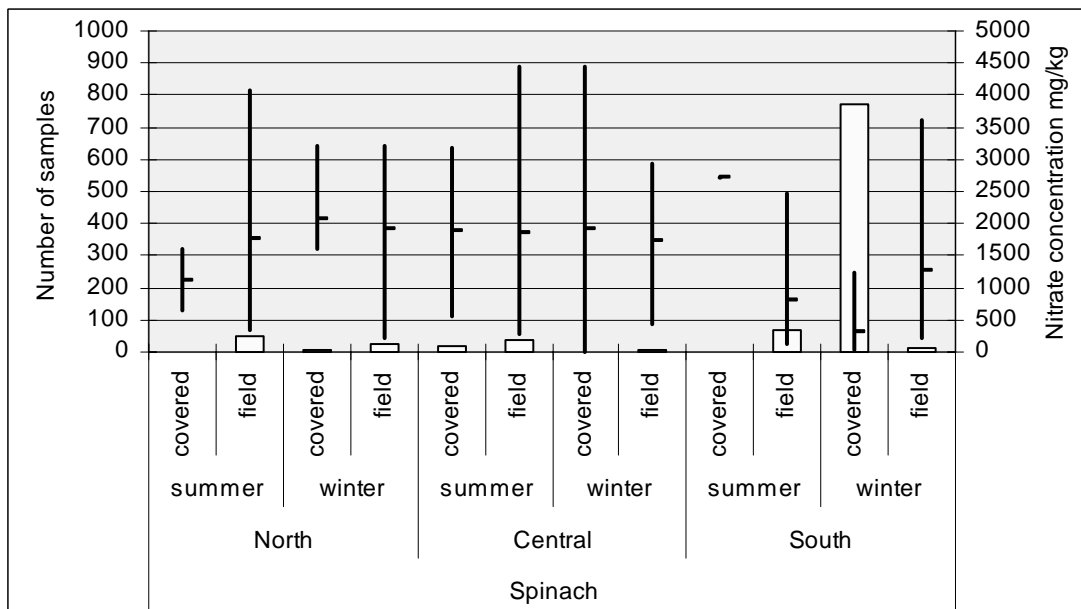 1000 5000
900 4500
800 4000
700 3500
600 3000
500 2500
400 2000
300 1500
200 1000
100 500
0 0
Number of samples
Nitrate concentration mg/kg
covered field covered field covered field covered field covered field covered field
summer winter summer winter summer winter
North Central South
Spinach